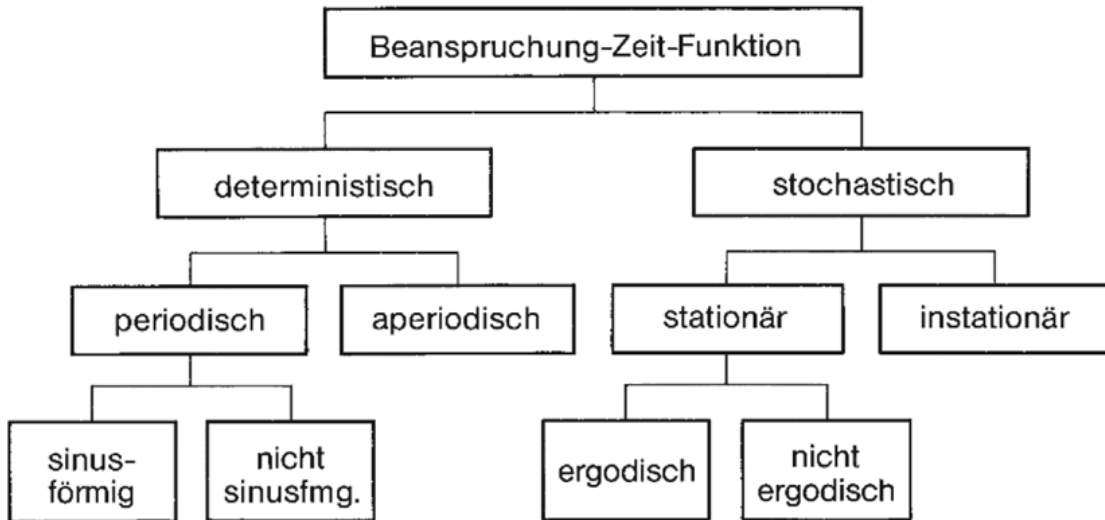 Beanspruchung-Zeit-Funktion
deterministisch
stochastisch
periodisch
aperiodisch
stationär
instationär
sinus-
förmig
nicht
sinusfmg.
ergodisch
nicht
ergodisch